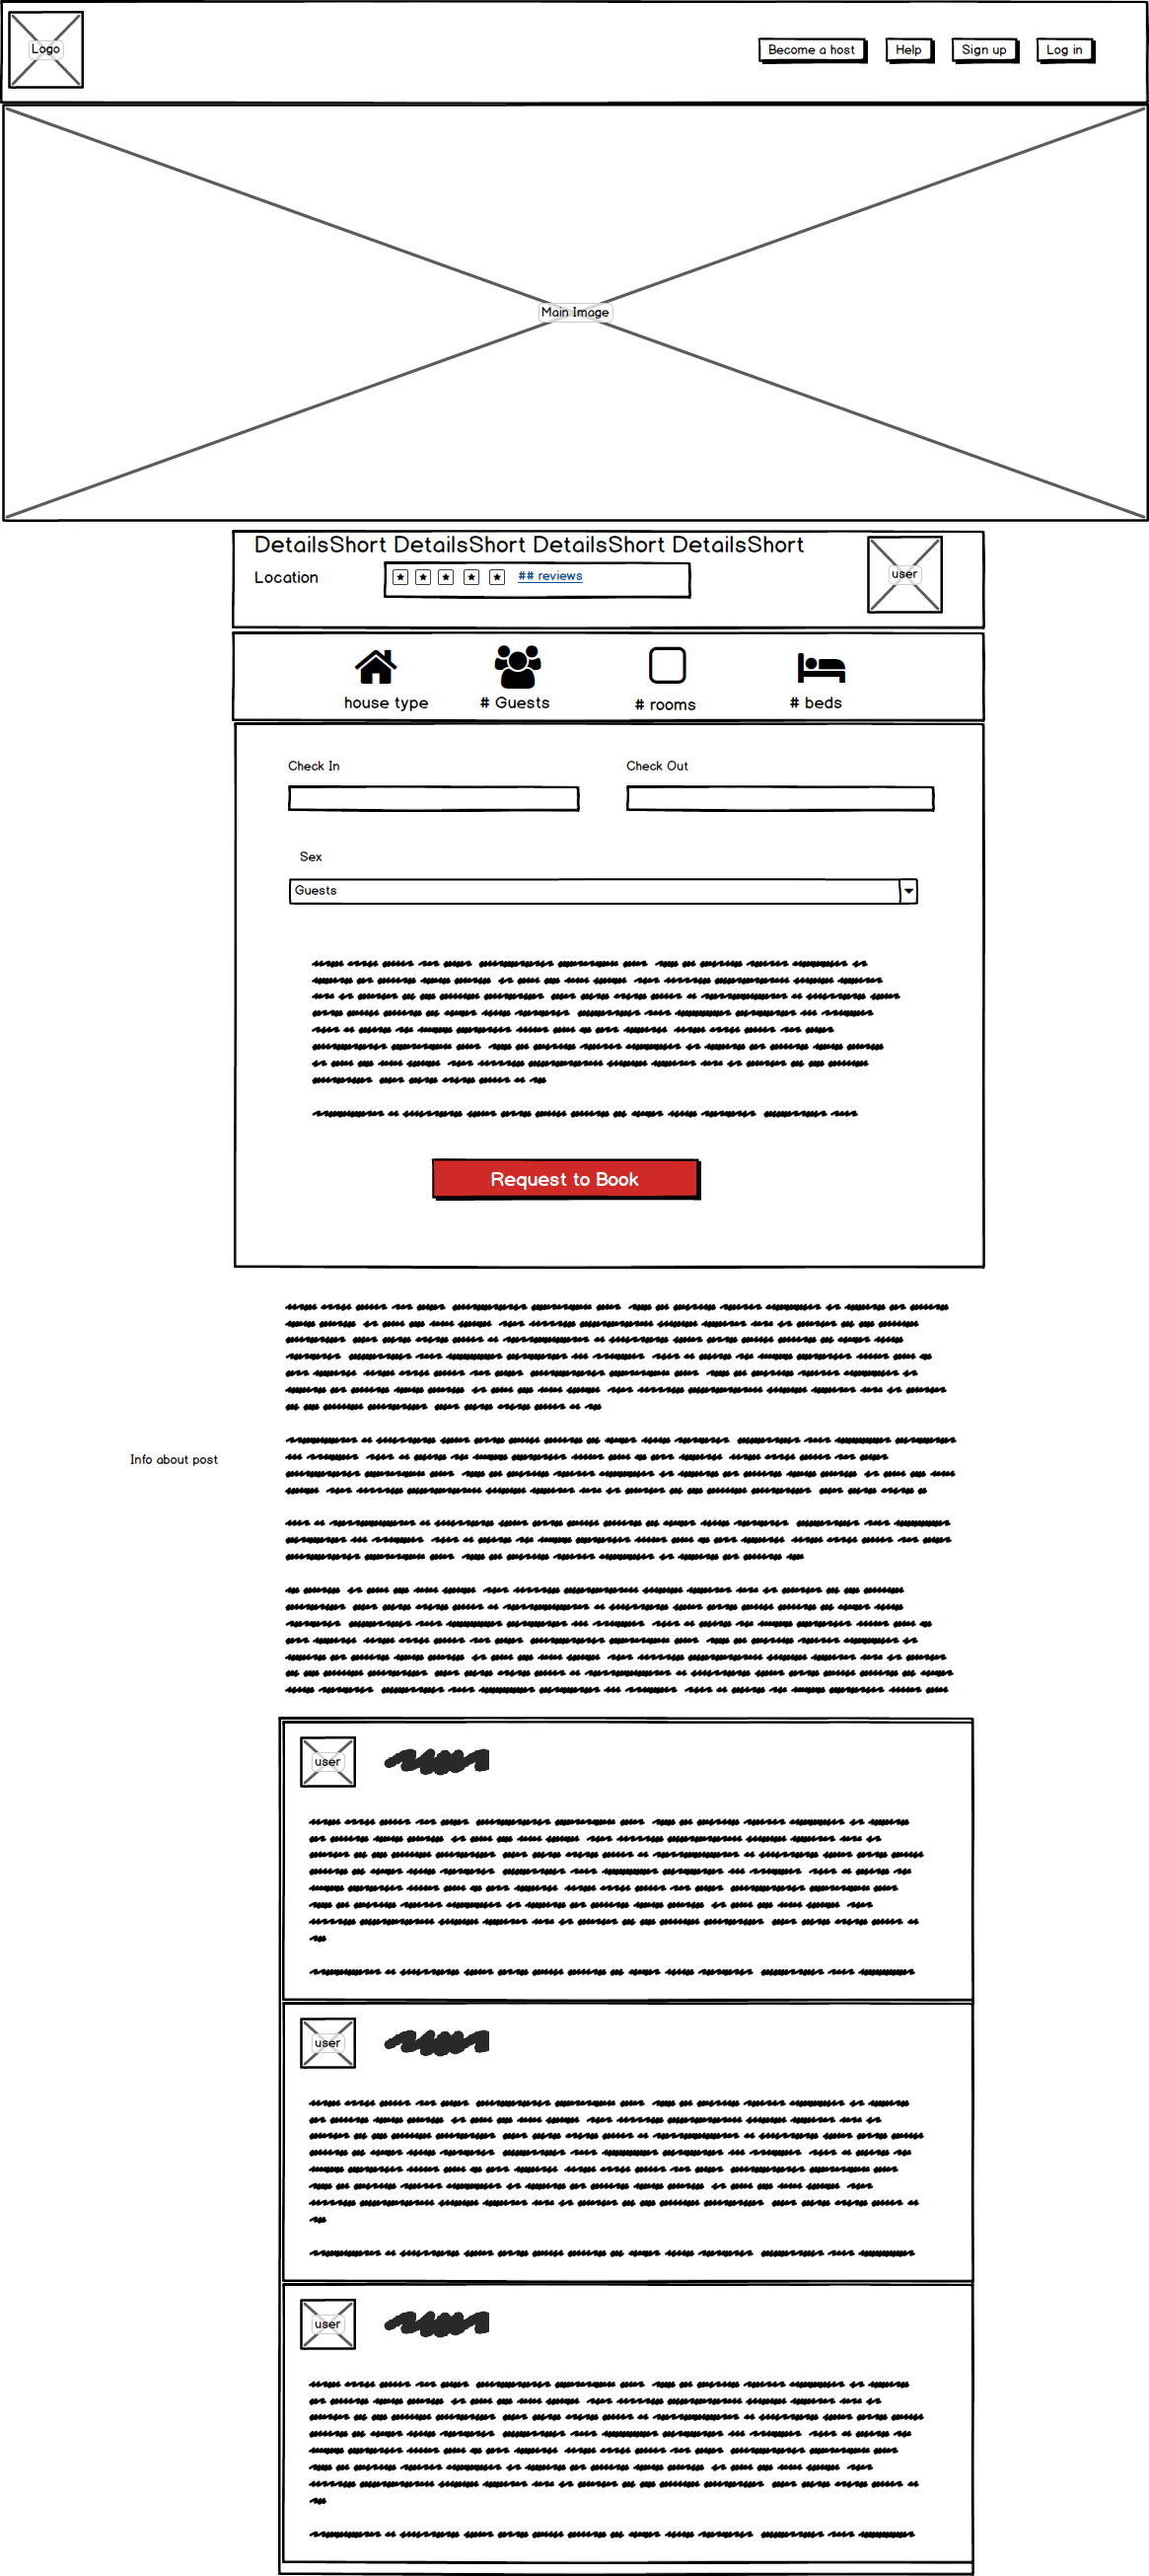 Logo
Become a host Help Sign up Log in
Main Image
DetailsShort DetailsShort DetailsShort DetailsShort
Location ## reviews
user
house type # Guests # rooms # beds
Check In Check Out
Sex
Guests
Request to Book
Info about post
user
user
user